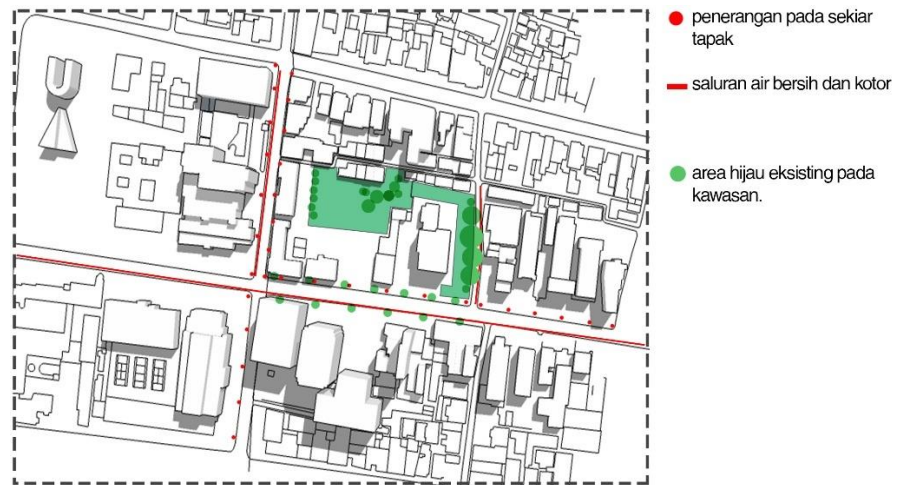 penerangan pada sekiar
tapak
saluran air bersih dan kotor
area hijau eksisting pada
kawasan.